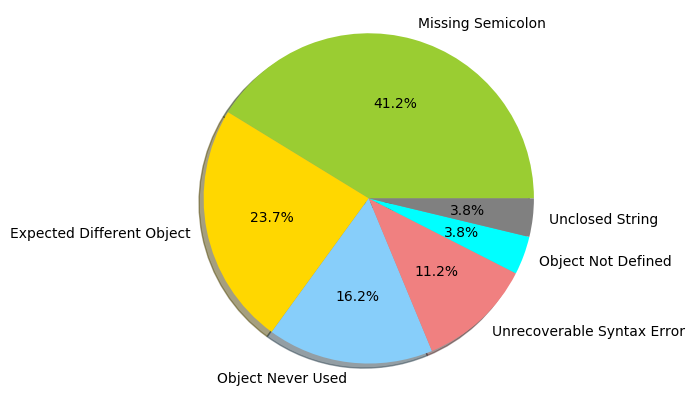 Missing Semicolon
41.2%
23.7%
Expected Different Object
16.2%
Object Never Used
11.2%
Unrecoverable Syntax Error
3.8%
Object Not Defined
3.8%
Unclosed String